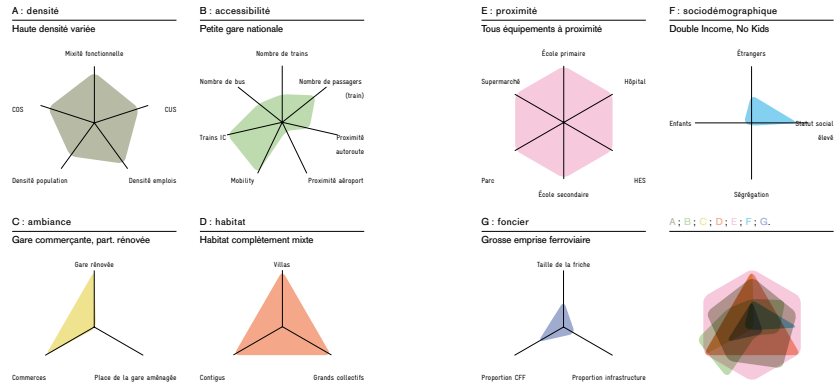 A : densité
Haute densité variée
Mixité fonctionnelle
COS
CUS
Densité population
Densité emplois
B : accessibilité
Petite gare nationale
Nombre de trains
Nombre de bus
Nombre de passagers
(train)
Trains IC
Proximité
autoroute
Mobility
Proximité aéroport
E : proximité
Tous équipements à proximité
École primaire
Supermarché
Hôpital
Parc
HES
École secondaire
F : sociodémographique
Double Income, No Kids
Étrangers
Enfants
Statut social
élevé
Ségrégation
C : ambiance
Gare commerçante, part. rénovée
Gare rénovée
Commerces
Place de la gare aménagée
D : habitat
Habitat complètement mixte
Villas
Contigus
Grands collectifs
G : foncier
Grosse emprise ferroviaire
Taille de la friche
Proportion CFF
Proportion infrastructure
A ; B ; C ; D ; E ; F ; G.